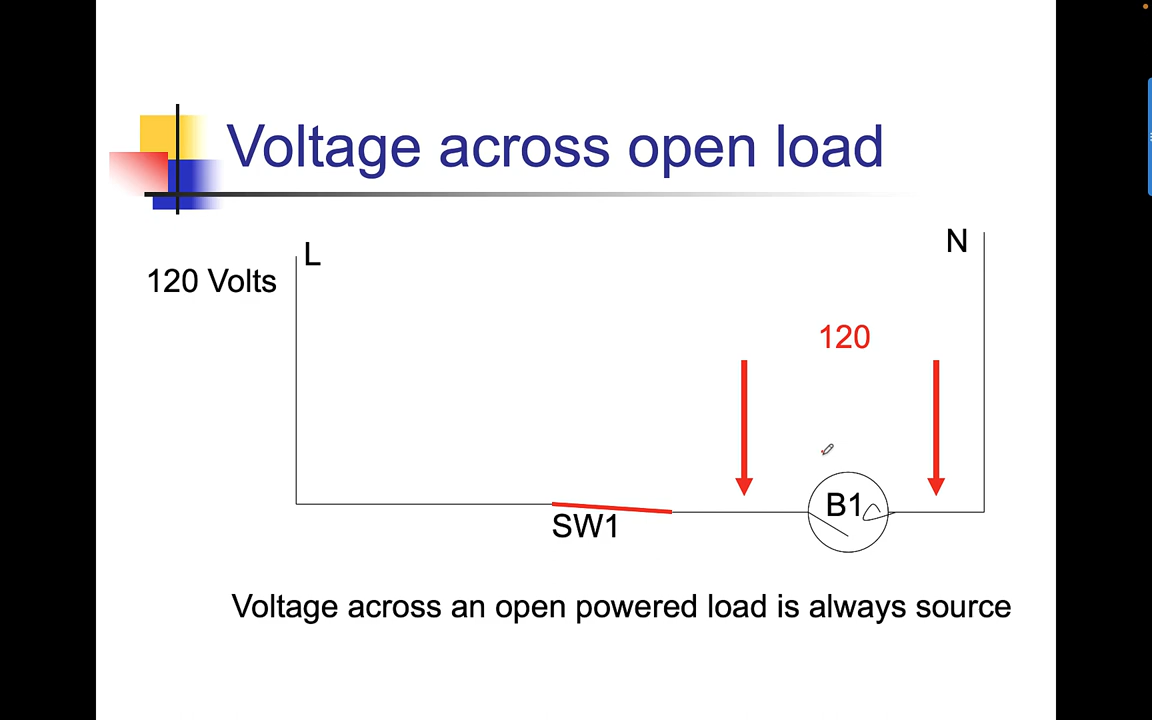 Voltage across open load
L
N
120 Volts
120
B1
SW1
Voltage across an open powered load is always source